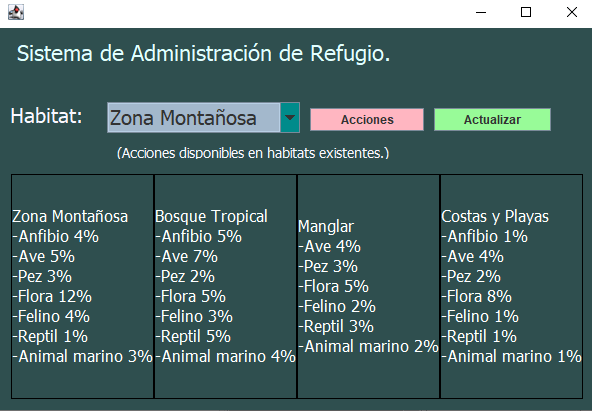 Sistema de Administración de Refugio.
Habitat: Zona Montañosa Acciones Actualizar
(Acciones disponibles en habitats existentes.)
Zona Montañosa
-Anfibio 4%
-Ave 5%
-Pez 3%
-Flora 12%
-Felino 4%
-Reptil 1%
-Animal marino 3%
Bosque Tropical
-Anfibio 5%
-Ave 7%
-Pez 2%
-Flora 5%
-Felino 3%
-Reptil 5%
-Animal marino 4%
Manglar
-Ave 4%
-Pez 3%
-Flora 5%
-Felino 2%
-Reptil 3%
-Animal marino 2%
Costas y Playas
-Anfibio 1%
-Ave 4%
-Pez 2%
-Flora 8%
-Felino 1%
-Reptil 1%
-Animal marino 1%